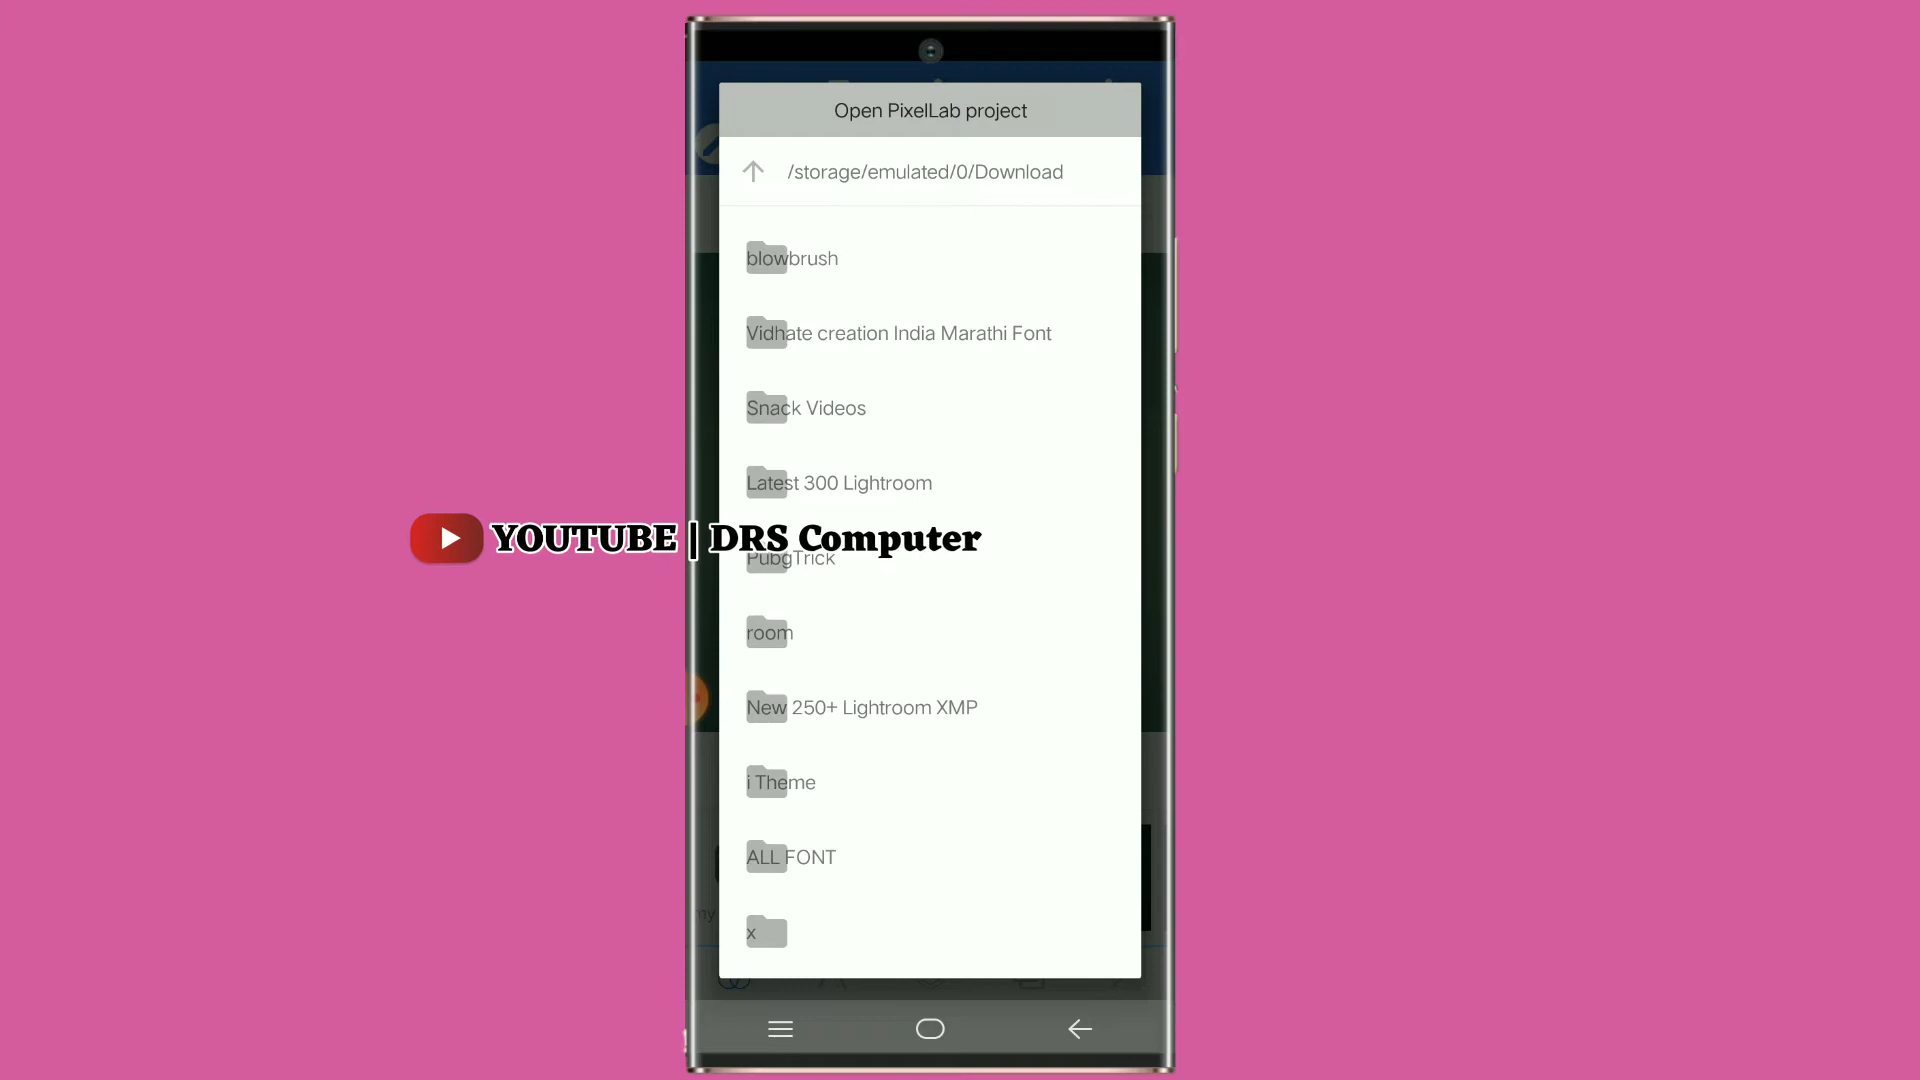 Open PixelLab project
/storage/emulated/0/Download
blowbrush
Vidhate creation India Marathi Font
Snack Videos
Latest 300 Lightroom
YOUTUBE | DRS Computer
PubgTrick
room
New 250+ Lightroom XMP
i Theme
ALL FONT
my
x